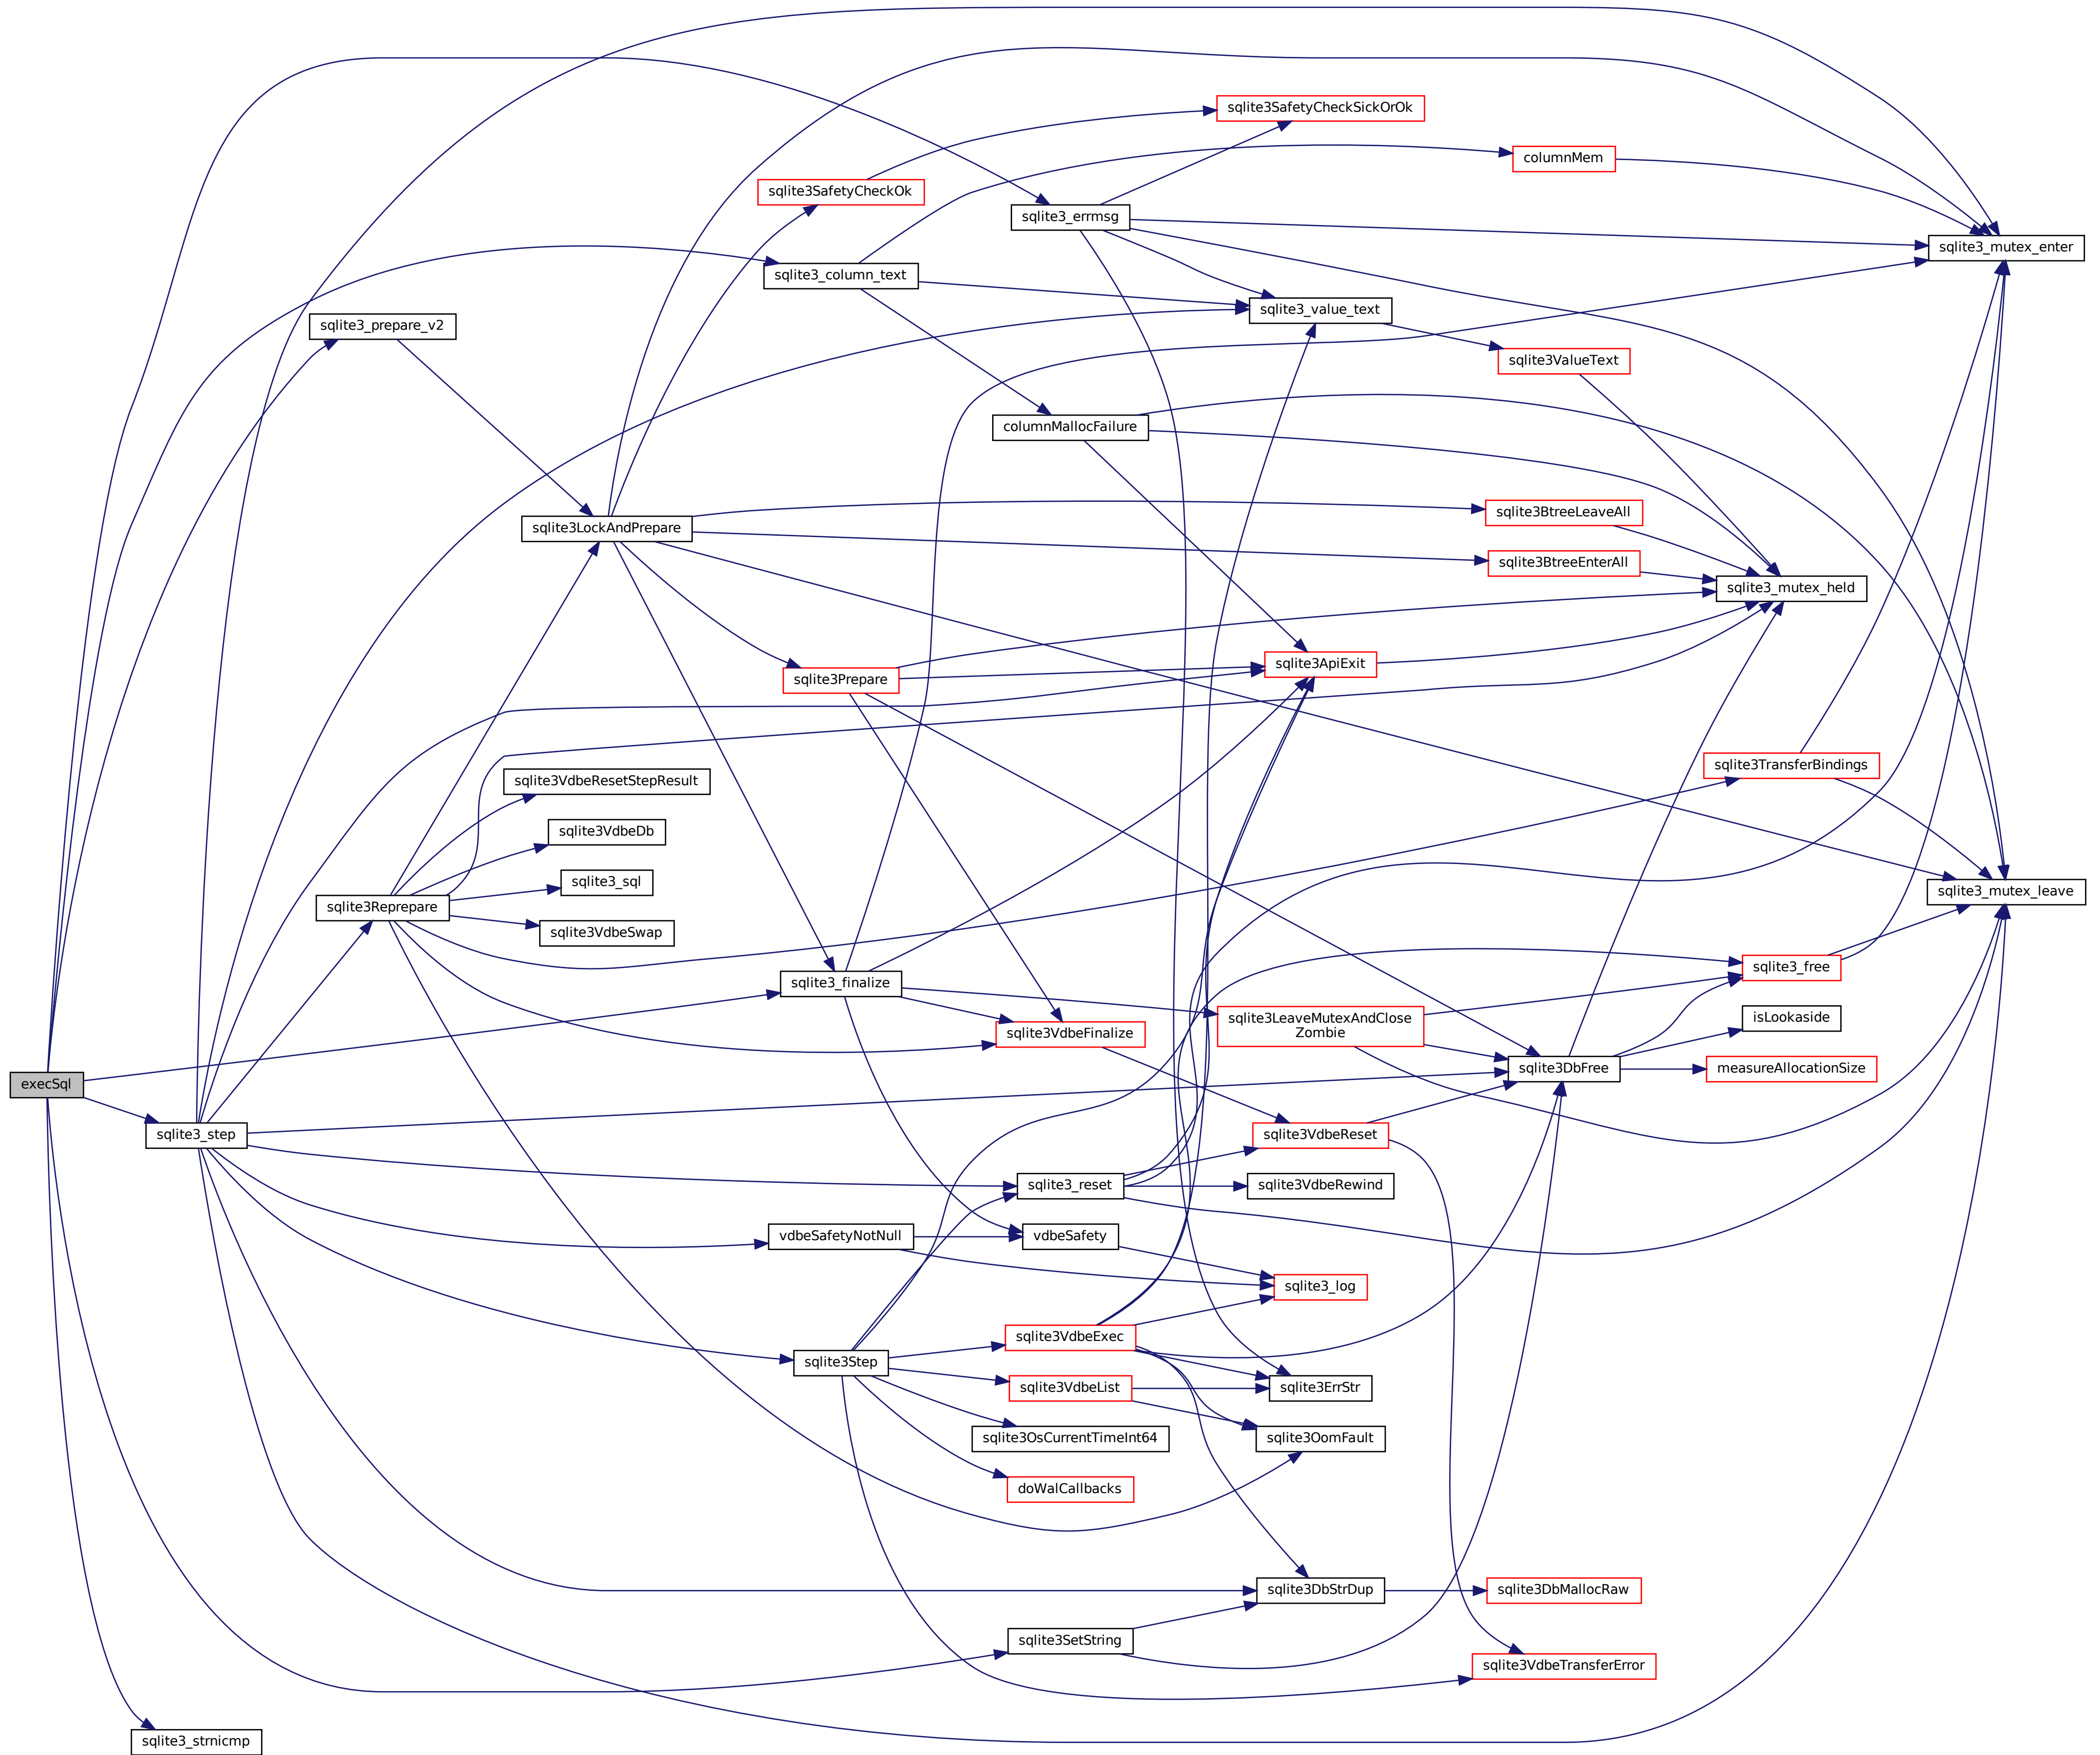 sqlite3SafetyCheckSickOrOk
columnMem
sqlite3SafetyCheckOk
sqlite3_errmsg
sqlite3_mutex_enter
sqlite3_column_text
sqlite3_value_text
sqlite3_prepare_v2
sqlite3ValueText
columnMallocFailure
sqlite3BtreeLeaveAll
sqlite3LockAndPrepare
sqlite3BtreeEnterAll
sqlite3_mutex_held
sqlite3ApiExit
sqlite3Prepare
sqlite3TransferBindings
sqlite3VdbeResetStepResult
sqlite3VdbeDb
sqlite3_sql
sqlite3_mutex_leave
sqlite3Reprepare
sqlite3VdbeSwap
sqlite3_free
sqlite3_finalize
sqlite3LeaveMutexAndClose
Zombie
isLookaside
sqlite3VdbeFinalize
sqlite3DbFree
measureAllocationSize
execSql
sqlite3_step
sqlite3VdbeReset
sqlite3_reset
sqlite3VdbeRewind
vdbeSafetyNotNull
vdbeSafety
sqlite3_log
sqlite3VdbeExec
sqlite3Step
sqlite3VdbeList
sqlite3ErrStr
sqlite3OsCurrentTimeInt64
sqlite3OomFault
doWalCallbacks
sqlite3DbStrDup
sqlite3DbMallocRaw
sqlite3SetString
sqlite3VdbeTransferError
sqlite3_strnicmp